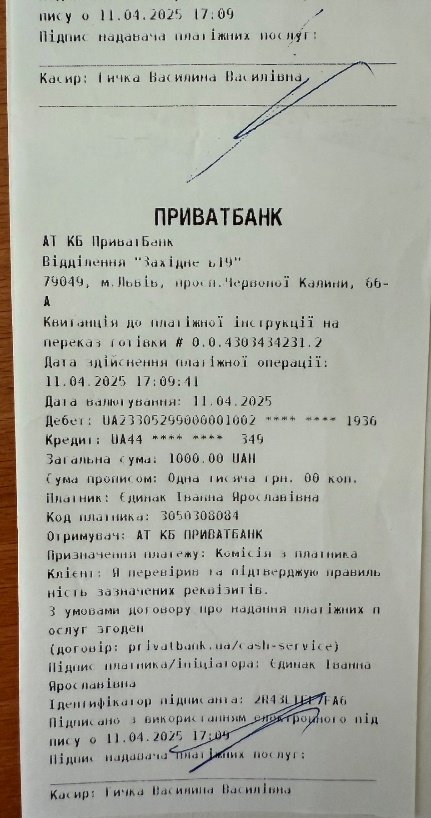 пису о 11.04.2025 17:09
Підпис надавача платіжних послуг:
Касир: Гичка Василина Василівна
ПРИВАТБАНК
АТ КБ ПриватБанк
Відділення "Західне
79049, м.Львів, просп.Червоної Калини, 66-
А
Квитанція до платіжної інструкції на
переказ готівки # 0.0.4303434231.2
Дата здійснення платіжної операції:
11.04.2025 17:09:41
Дата валютування: 11.04.2025
Дебет: UA23305299000001002 **** **** 1936
Кредит: UA44 **** **** 349
Загальна сума: 1000.00 UAH
Сума прописом: Одна тисяча грн. 00 коп.
Платник: Єдинак Іванна Ярославівна
Код платника: 3050308084
Отримувач: АТ КБ ПРИВАТБАНК
Призначення платежу: Комісія з платника
Клієнт: Я перевірив та підтверджую правиль
ність зазначених реквізитів.
З умовами договору про надання платіжних п
ослуг згоден
(договір: privatbank.ua/cash-service)
Підпис платника/ініціатора: Єдинак Іванна
Ярославівна
Ідентифікатор підписанта:
Підписано з використанням електронного під
пису о 11.04.2025 17:09
Підпис надавача платіжних послуг:
Касир: Гичка Василина Василівна